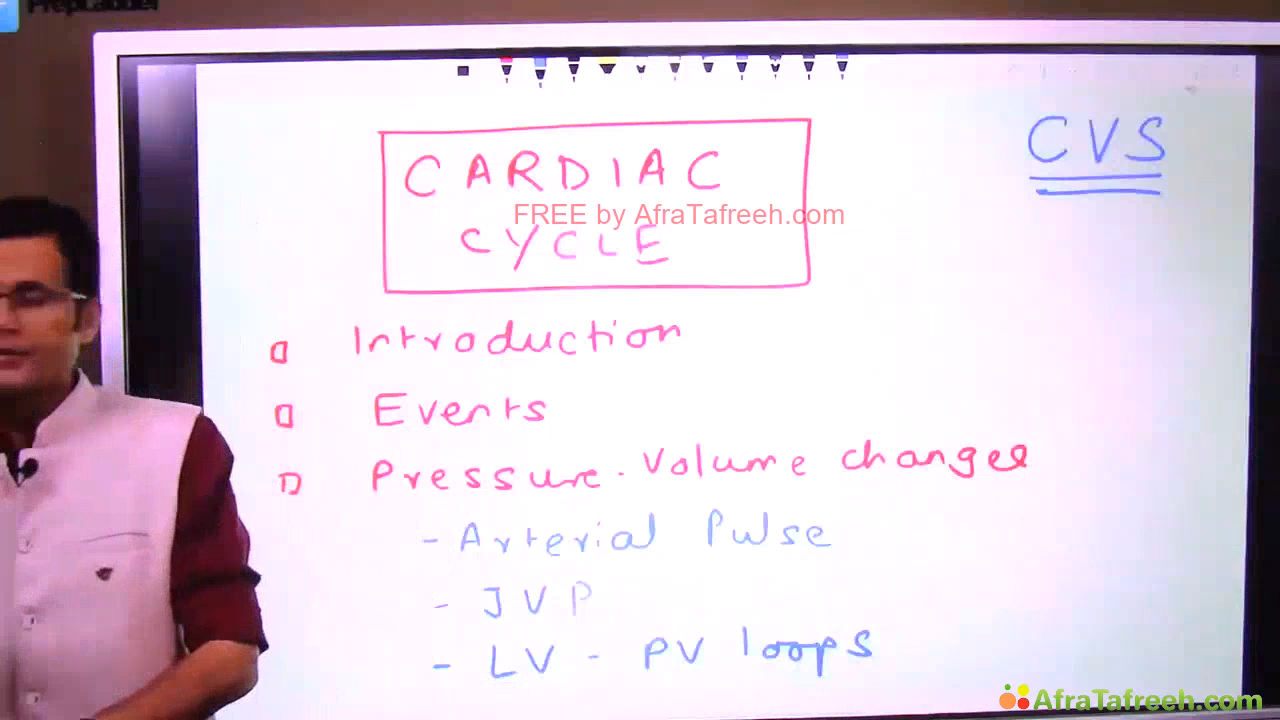 PrepLadder
CVS
CARDIAC
FREE by AfraTafreeh.com
CYCLE
Introduction
Events
Pressure. Volume changes
- Arterial Pulse
- JVP
- LV - PV loops
AfraTafreeh.com